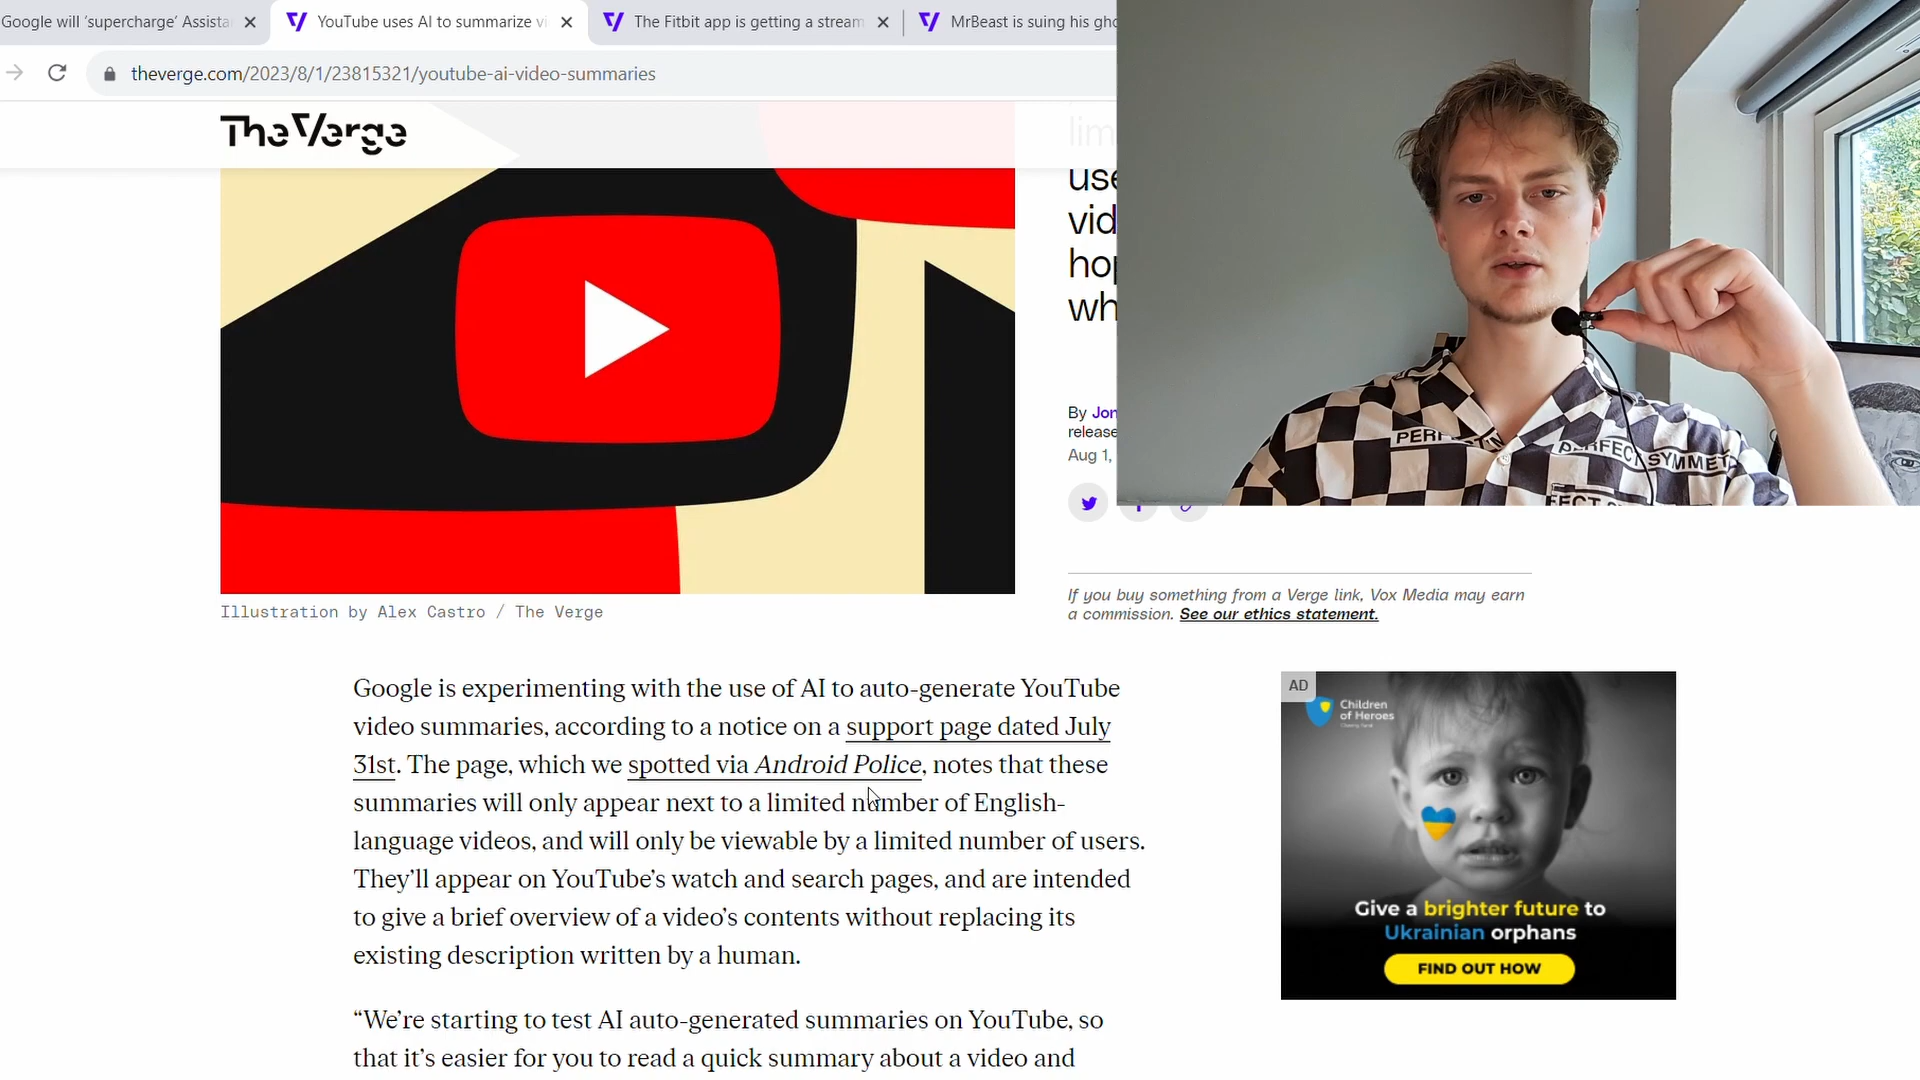 Google will ‘supercharge’ Assista
YouTube uses AI to summarize vi
The Fitbit app is getting a stream
MrBeast is suing his gho
theverge.com/2023/8/1/23815321/youtube-ai-video-summaries
The Verge
lim
use
vid
hop
wh
By Jon
release
Aug 1,
PERFECT SYMMET
Illustration by Alex Castro / The Verge
If you buy something from a Verge link, Vox Media may earn
a commission. See our ethics statement.
Google is experimenting with the use of AI to auto-generate YouTube
video summaries, according to a notice on a support page dated July
31st. The page, which we spotted via Android Police, notes that these
summaries will only appear next to a limited number of English-
language videos, and will only be viewable by a limited number of users.
They’ll appear on YouTube’s watch and search pages, and are intended
to give a brief overview of a video’s contents without replacing its
existing description written by a human.
“We’re starting to test AI auto-generated summaries on YouTube, so
that it’s easier for you to read a quick summary about a video and
AD
Children
of Heroes
Give a brighter future to
Ukrainian orphans
FIND OUT HOW